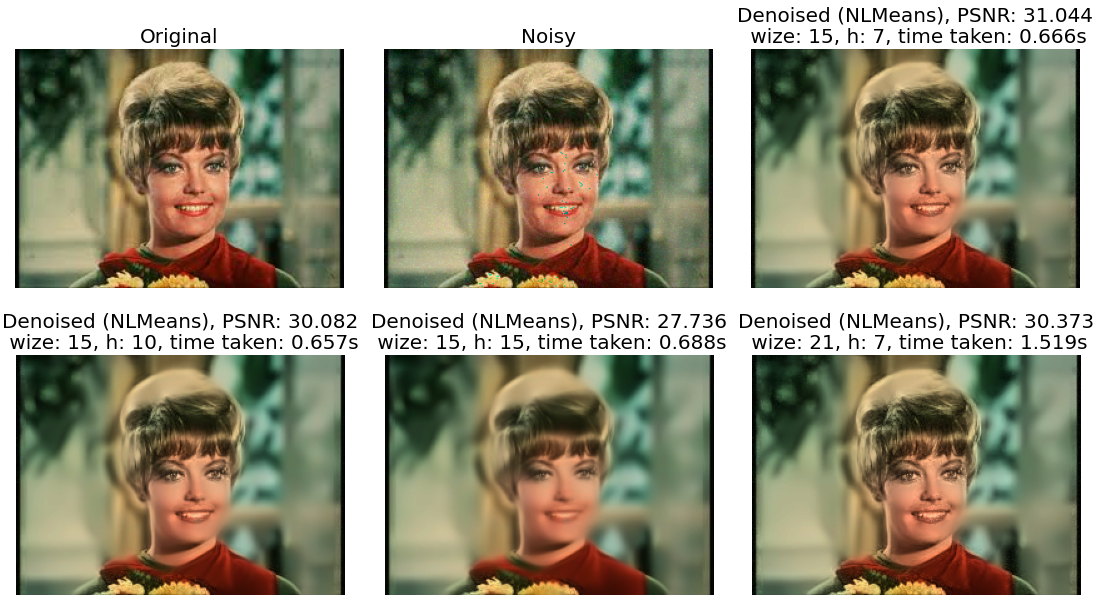 Original
Noisy
Denoised (NLMeans), PSNR: 31.044
wize: 15, h: 7, time taken: 0.666s
Denoised (NLMeans), PSNR: 30.082
wize: 15, h: 10, time taken: 0.657s
Denoised (NLMeans), PSNR: 27.736
wize: 15, h: 15, time taken: 0.688s
Denoised (NLMeans), PSNR: 30.373
wize: 21, h: 7, time taken: 1.519s